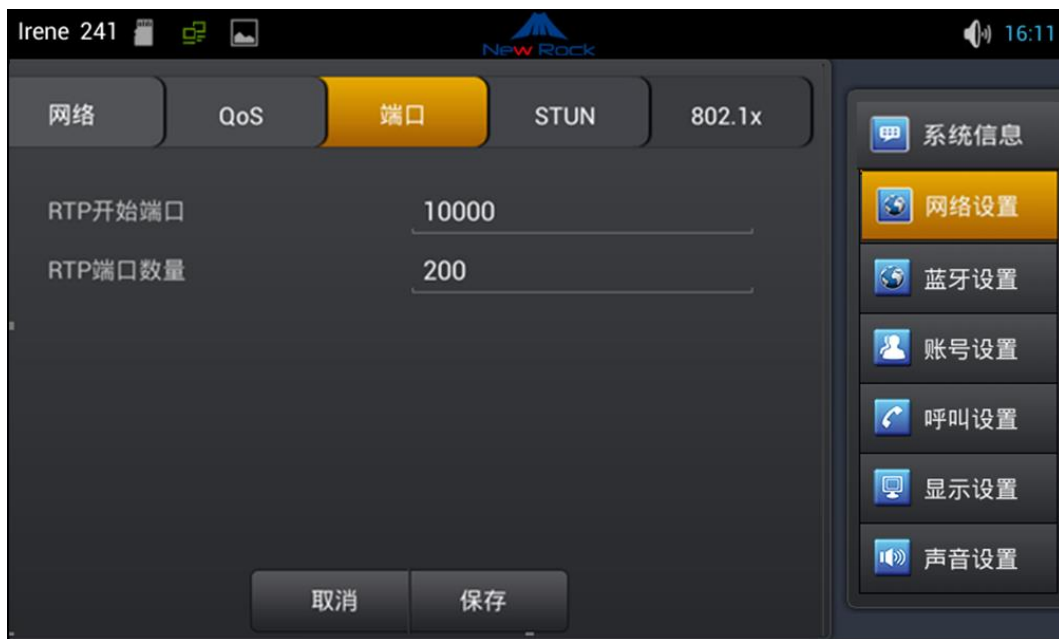 Irene 241
New Rock
16:11
网络
QoS
端口
STUN
802.1x
RTP开始端口
10000
RTP端口数量
200
取消
保存
系统信息
网络设置
蓝牙设置
账号设置
呼叫设置
显示设置
声音设置